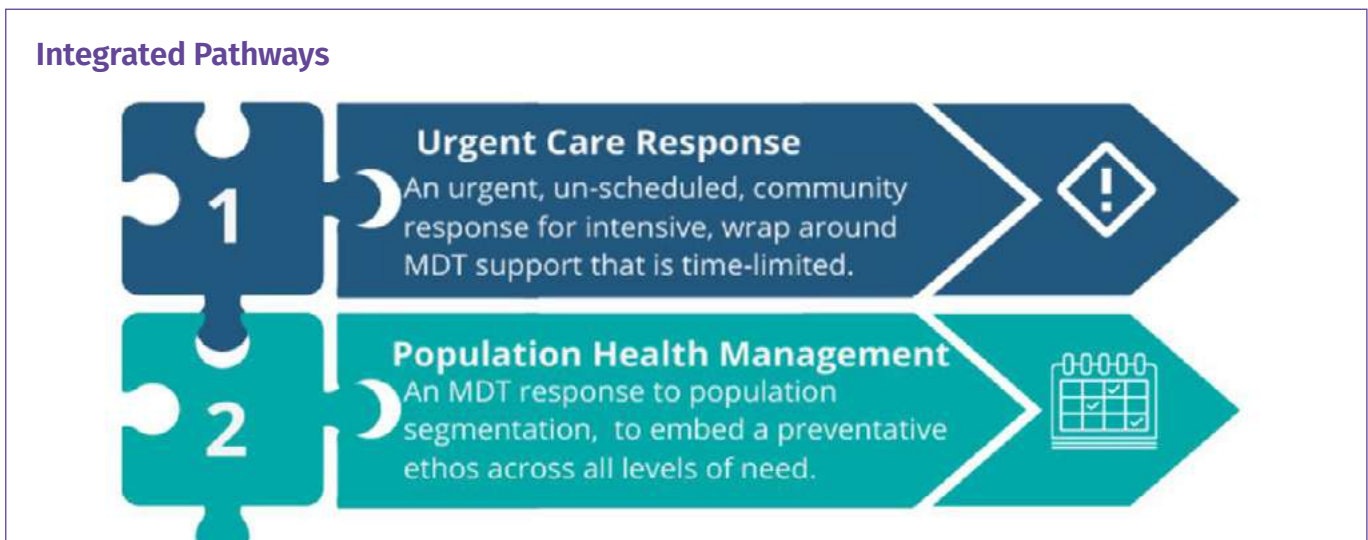 Integrated Pathways
1
Urgent Care Response
An urgent, un-scheduled, community
response for intensive, wrap around
MDT support that is time-limited.
!
2
Population Health Management
An MDT response to population
segmentation, to embed a preventative
ethos across all levels of need.